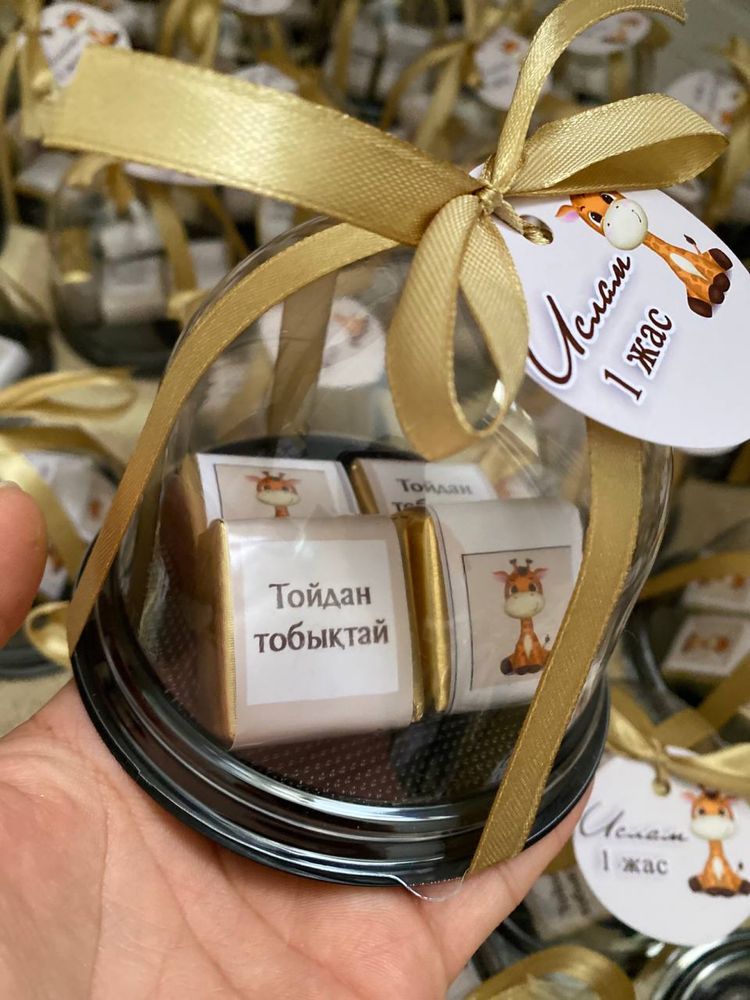 Ислам
1 жас
Тойдан
Тойдан
тобықтай
Ислам
1 жас